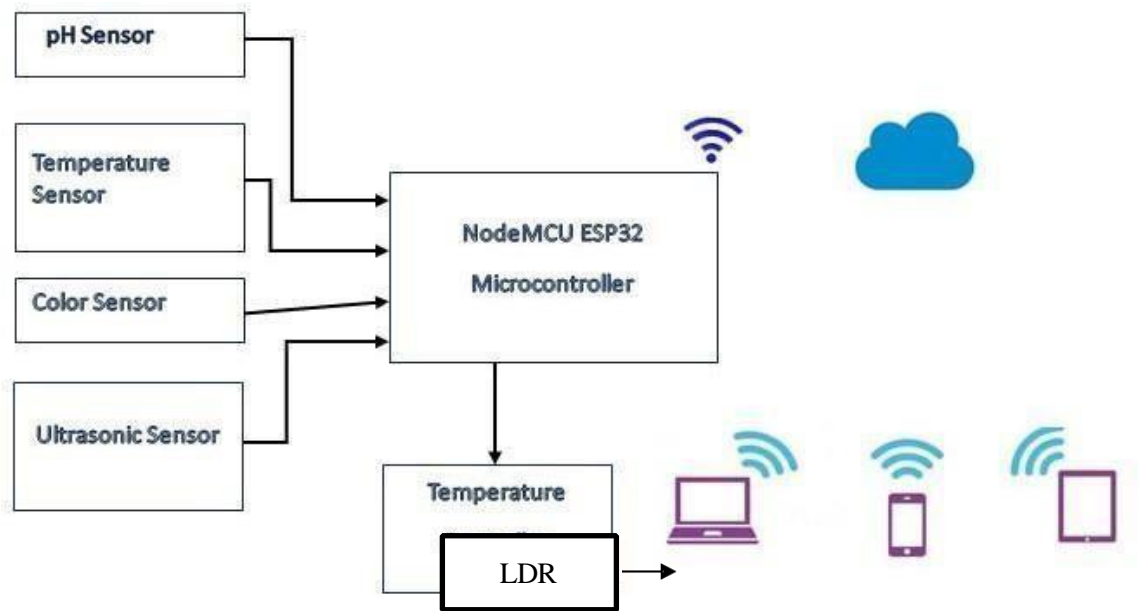 pH Sensor
Temperature
Sensor
Color Sensor
Ultrasonic Sensor
NodeMCU ESP32
Microcontroller
Temperature
LDR